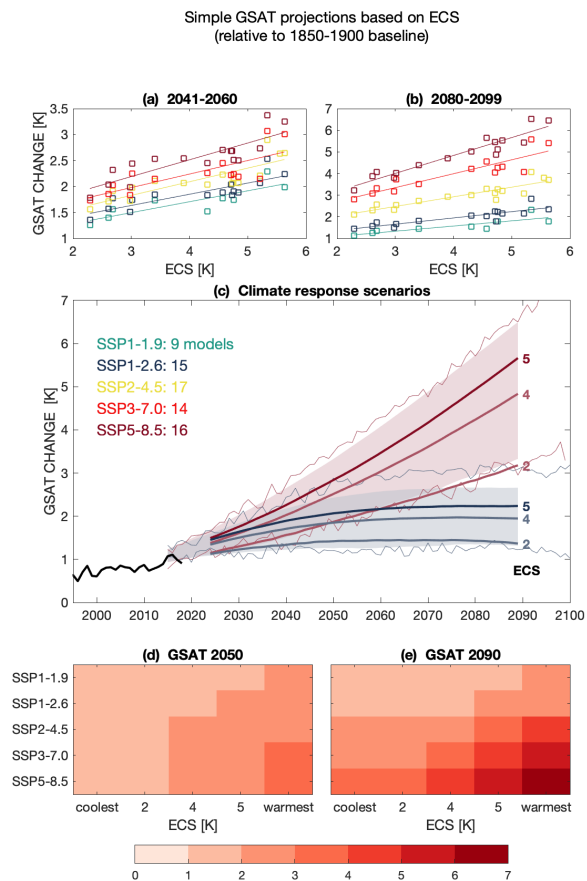 Simple GSAT projections based on ECS
(relative to 1850-1900 baseline)
(a) 2041-2060
(b) 2080-2099
3.5
3
2.5
2
1.5
1
GSAT CHANGE [K]
2 3 4 5 6
ECS [K]
7
6
5
4
3
2
1
2 3 4 5 6
ECS [K]
(c) Climate response scenarios
7
6
5
4
3
2
1
0
GSAT CHANGE [K]
SSP1-1.9: 9 models
SSP1-2.6: 15
SSP2-4.5: 17
SSP3-7.0: 14
SSP5-8.5: 16
5
4
2
5
4
2
ECS
2000 2010 2020 2030 2040 2050 2060 2070 2080 2090 2100
(d) GSAT 2050
(e) GSAT 2090
SSP1-1.9
SSP1-2.6
SSP2-4.5
SSP3-7.0
SSP5-8.5
coolest 2 4 5 warmest
ECS [K]
coolest 2 4 5 warmest
ECS [K]
0 1 2 3 4 5 6 7